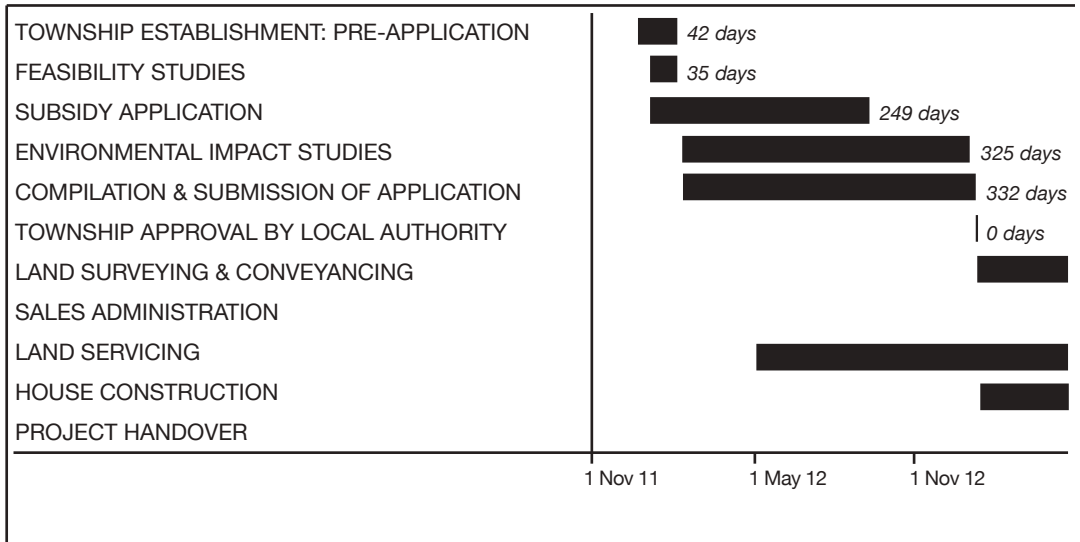 TOWNSHIP ESTABLISHMENT: PRE-APPLICATION 42 days
FEASIBILITY STUDIES 35 days
SUBSIDY APPLICATION 249 days
ENVIRONMENTAL IMPACT STUDIES 325 days
COMPILATION & SUBMISSION OF APPLICATION 332 days
TOWNSHIP APPROVAL BY LOCAL AUTHORITY 0 days
LAND SURVEYING & CONVEYANCING
SALES ADMINISTRATION
LAND SERVICING
HOUSE CONSTRUCTION
PROJECT HANDOVER
1 Nov 11 1 May 12 1 Nov 12